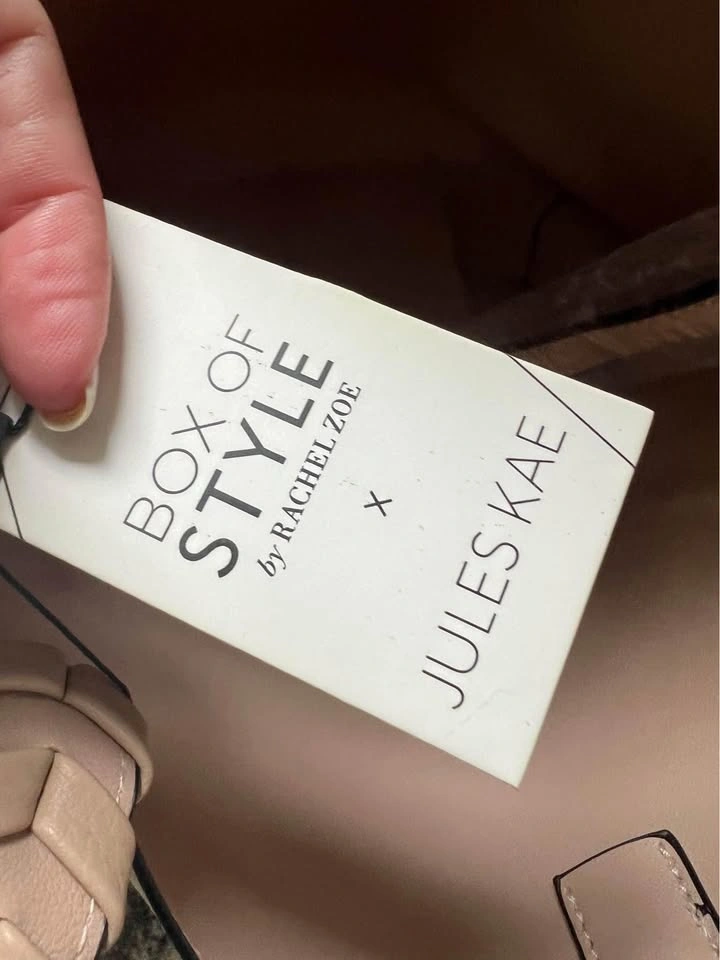 BOX OF
STYLE
by RACHEL ZOE
x
JULES KAE